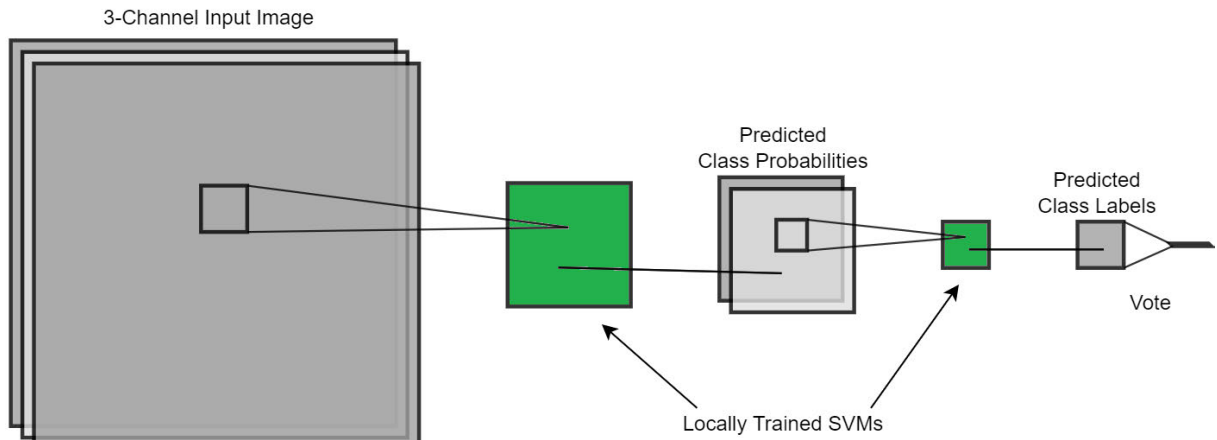 3-Channel Input Image
Predicted
Class Probabilities
Predicted
Class Labels
Vote
Locally Trained SVMs